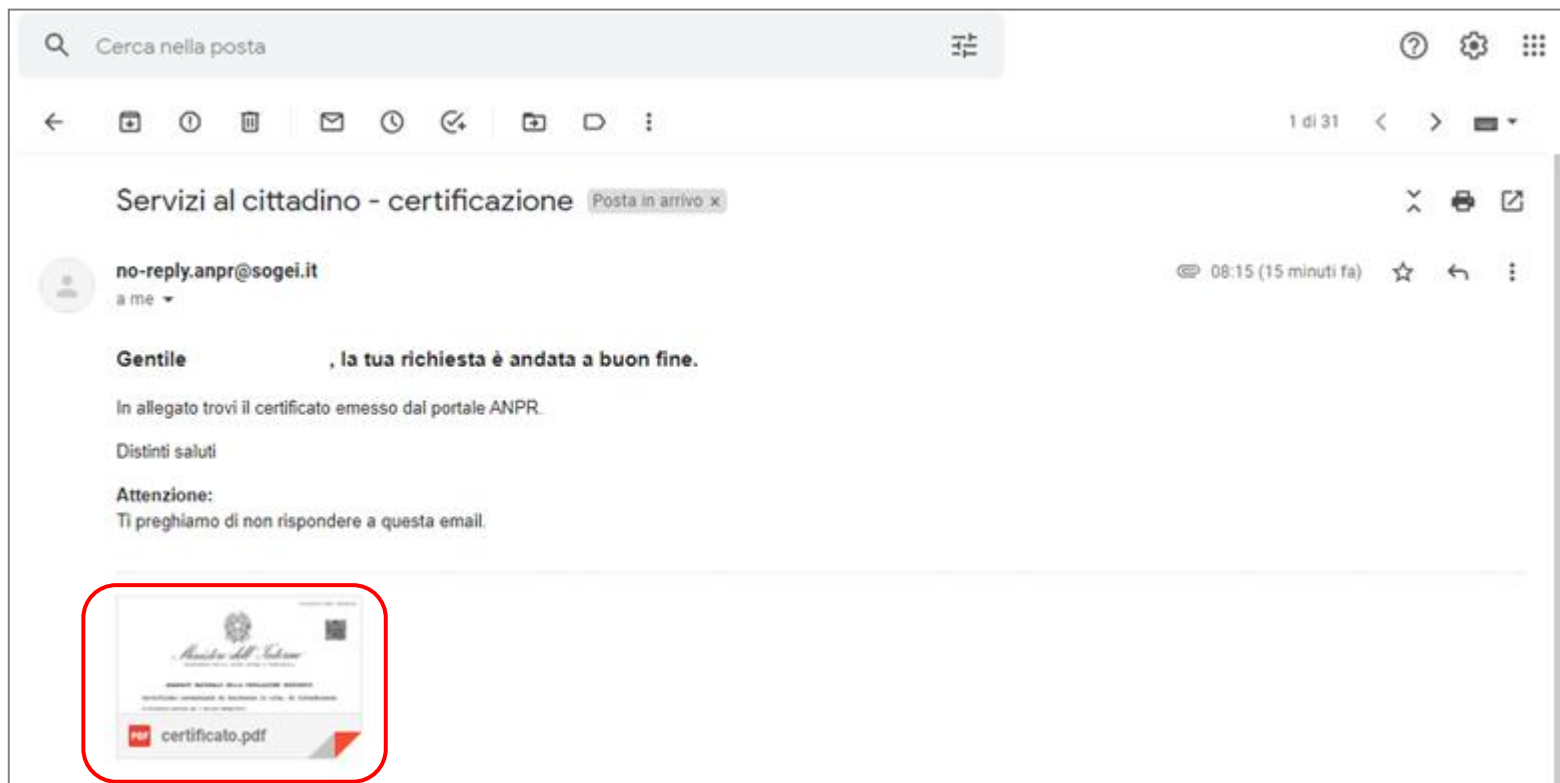 Cerca nella posta
1 di 31
Servizi al cittadino - certificazione Posta in arrivo x
no-reply.anpr@sogei.it
08:15 (15 minuti fa)
a me
Gentile , la tua richiesta è andata a buon fine.
In allegato trovi il certificato emesso dal portale ANPR.
Distinti saluti
Attenzione:
Ti preghiamo di non rispondere a questa email.
Ministero dell'Interno
PDF certificato.pdf